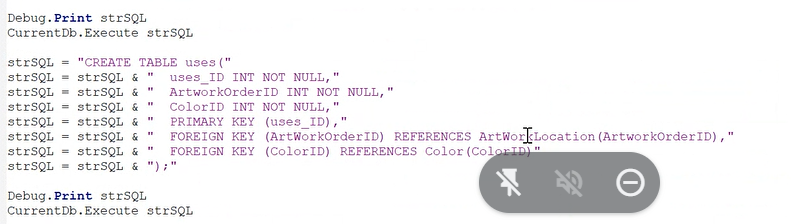 Debug.Print strSQL
CurrentDb.Execute strSQL
strSQL = "CREATE TABLE uses("
strSQL = strSQL & "  uses_ID INT NOT NULL,"
strSQL = strSQL & "  ArtworkOrderID INT NOT NULL,"
strSQL = strSQL & "  ColorID INT NOT NULL,"
strSQL = strSQL & "  PRIMARY KEY (uses_ID),"
strSQL = strSQL & "  FOREIGN KEY (ArtWorkOrderID) REFERENCES ArtWorkLocation(ArtworkOrderID),"
strSQL = strSQL & "  FOREIGN KEY (ColorID) REFERENCES Color(ColorID)"
strSQL = strSQL & ");"
Debug.Print strSQL
CurrentDb.Execute strSQL